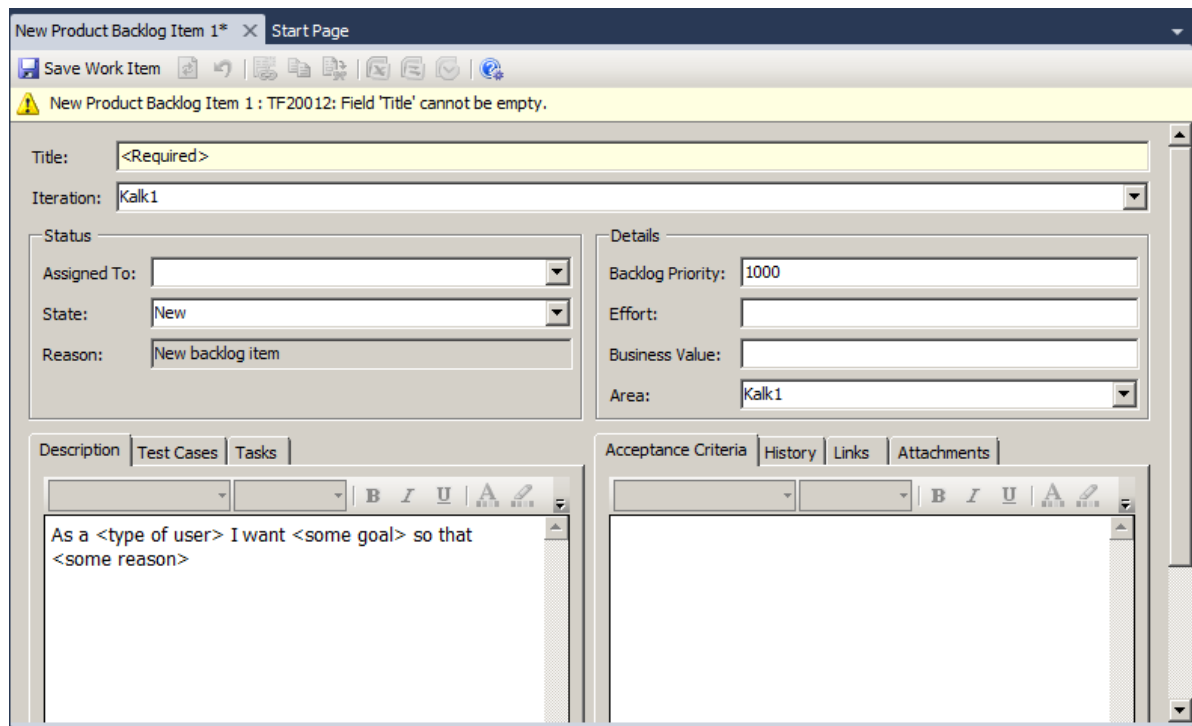 New Product Backlog Item 1* Start Page
Save Work Item
New Product Backlog Item 1 : TF20012: Field 'Title' cannot be empty.
Title: <Required>
Iteration: Kalk1
Status
Assigned To:
State: New
Reason: New backlog item
Details
Backlog Priority: 1000
Effort:
Business Value:
Area: Kalk1
Description Test Cases Tasks
B I U A
As a <type of user> I want <some goal> so that
<some reason>
Acceptance Criteria History Links Attachments
B I U A